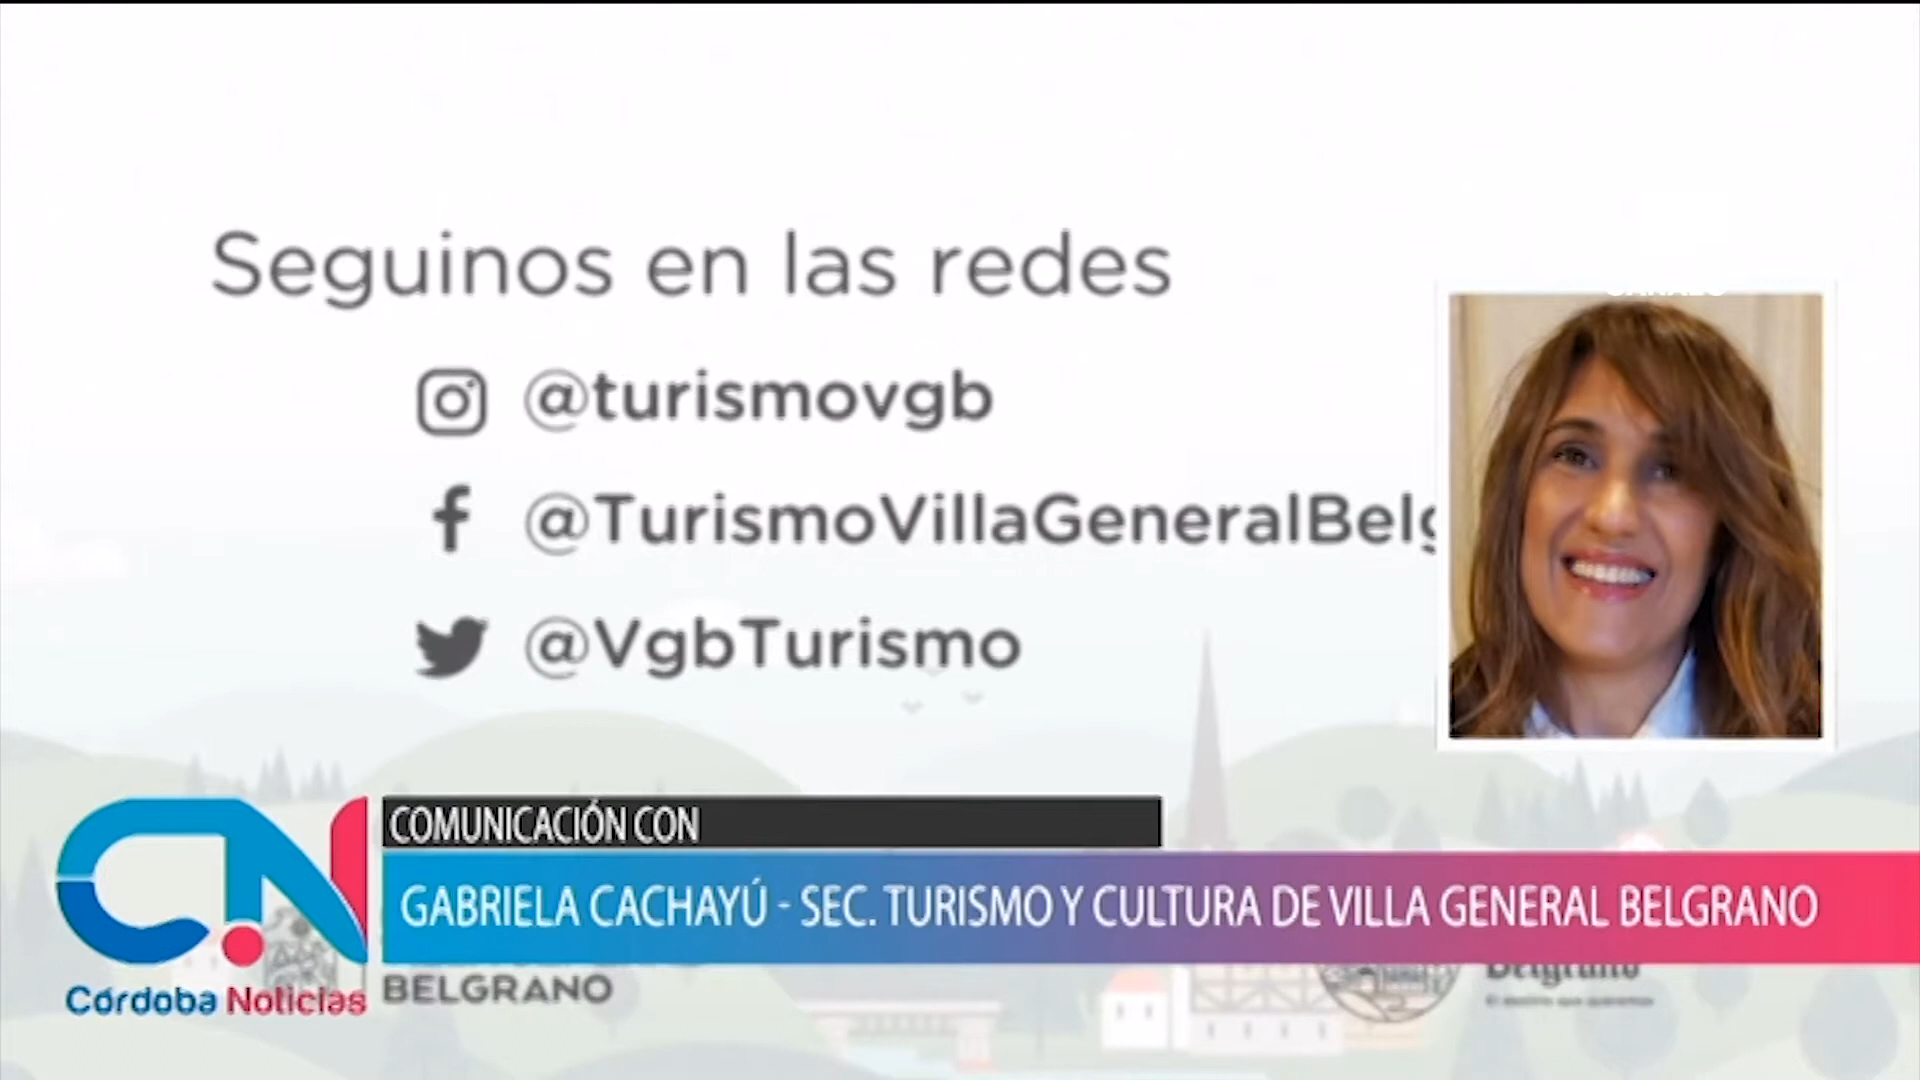 Seguinos en las redes
@turismovgb
@TurismoVillaGeneralBelg
@VgbTurismo
COMUNICACIÓN CON
GABRIELA CACHAYÚ - SEC. TURISMO Y CULTURA DE VILLA GENERAL BELGRANO
Córdoba Noticias
BELGRANO
Belgrano